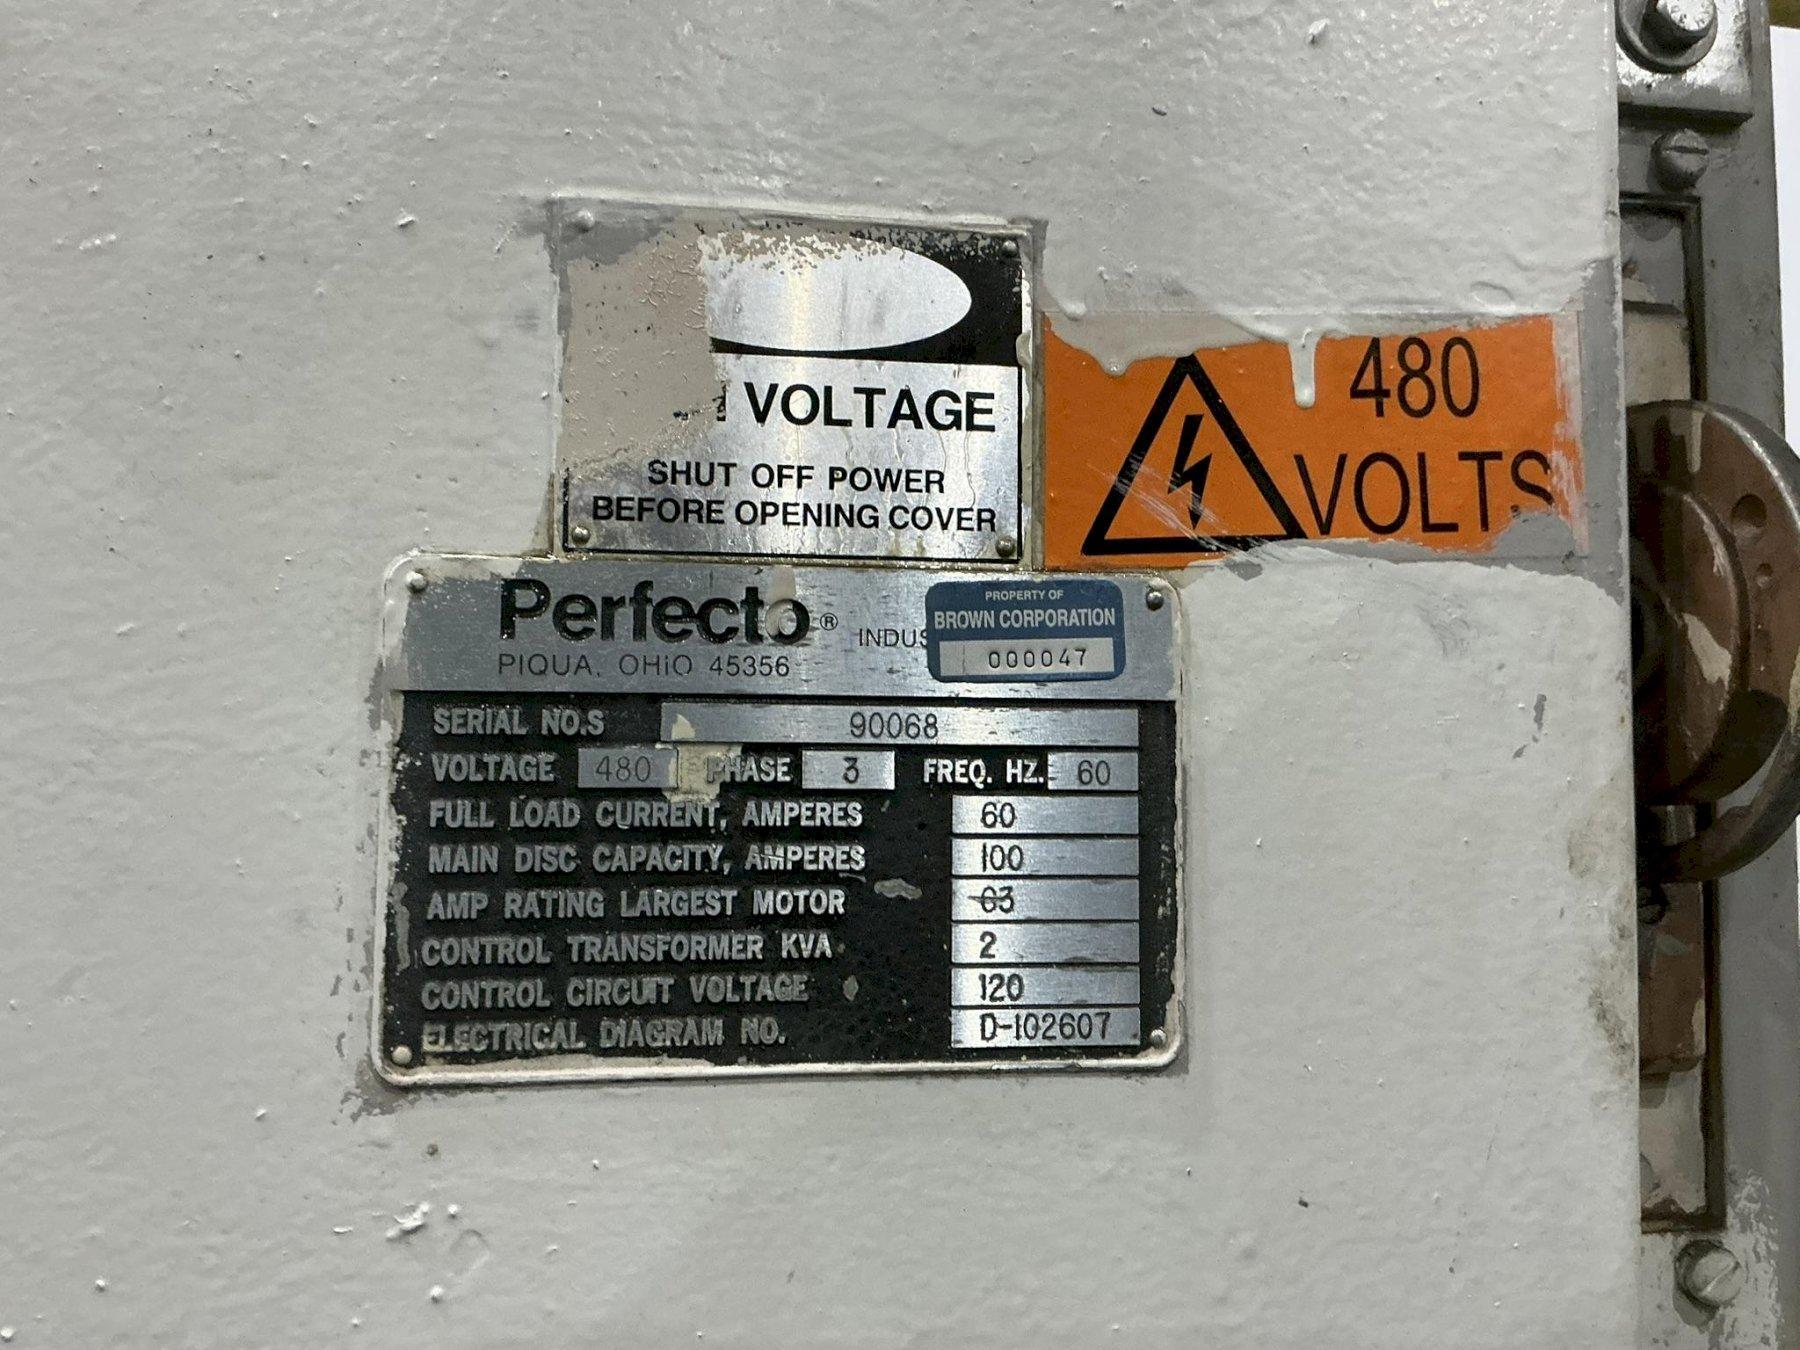 VOLTAGE
SHUT OFF POWER
BEFORE OPENING COVER
480
VOLTS
Perfecto® INDUS
PIQUA, OHiO 45356
PROPERTY OF
BROWN CORPORATION
000047
SERIAL NO.S 90068
VOLTAGE 480 PHASE 3 FREQ. HZ. 60
FULL LOAD CURRENT, AMPERES 60
MAIN DISC CAPACITY, AMPERES 100
AMP RATING LARGEST MOTOR 63
CONTROL TRANSFORMER KVA 2
CONTROL CIRCUIT VOLTAGE 120
ELECTRICAL DIAGRAM NO. D-102607